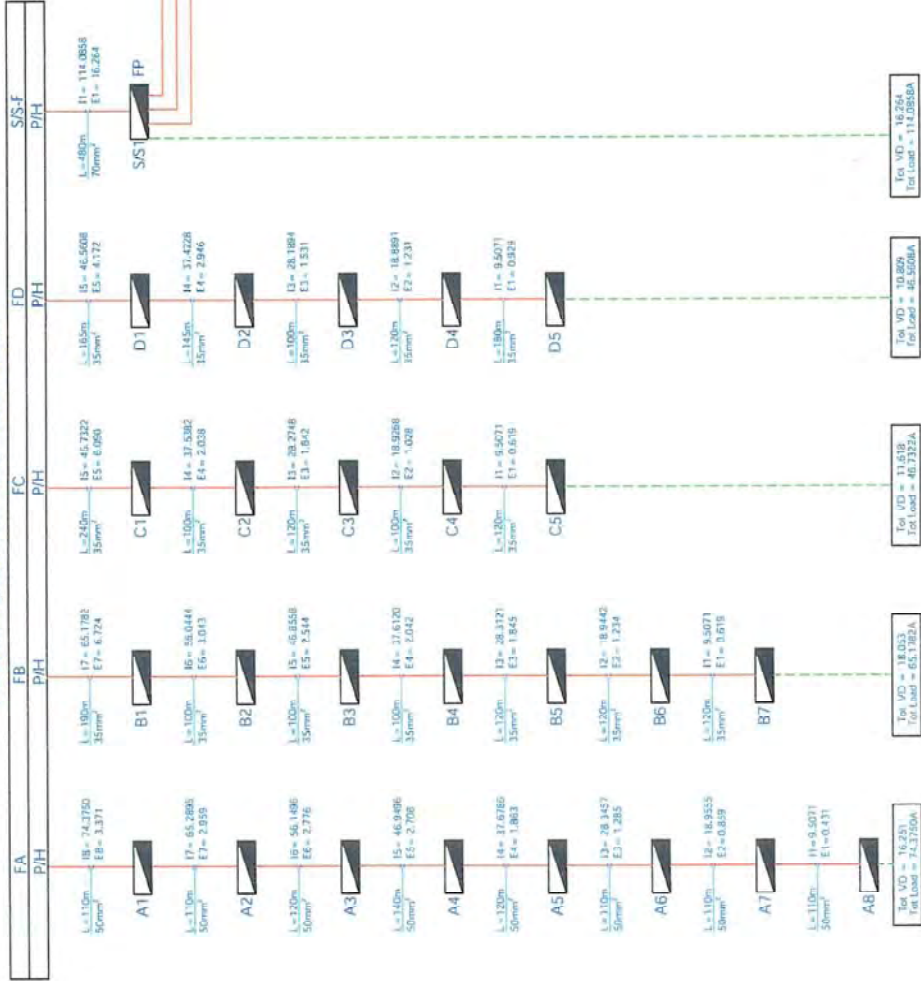 FA
P/H
L=110m
50mm²
I8 = 74.3750
E8 = 3.371
A1
L=110m
50mm²
I7 = 65.2895
E7 = 2.959
A2
L=120m
50mm²
I6 = 56.1496
E6 = 2.776
A3
L=140m
50mm²
I5 = 46.9496
E5 = 2.708
A4
L=120m
50mm²
I4 = 37.6786
E4 = 1.863
A5
L=110m
50mm²
I3 = 28.3457
E3 = 1.285
A6
L=110m
50mm²
I2 = 18.9555
E2 = 0.859
A7
L=110m
50mm²
I1 = 9.5071
E1 = 0.431
A8
Tot VD = 16.251
Tot Load = 74.3750A
FB
P/H
L=190m
35mm²
I7 = 65.1782
E7 = 6.724
B1
L=100m
35mm²
I6 = 56.0444
E6 = 3.043
B2
L=100m
35mm²
I5 = 46.8558
E5 = 2.544
B3
L=100m
35mm²
I4 = 37.6120
E4 = 2.042
B4
L=120m
35mm²
I3 = 28.3121
E3 = 1.845
B5
L=120m
35mm²
I2 = 18.9442
E2 = 1.234
B6
L=120m
35mm²
I1 = 9.5071
E1 = 0.619
B7
Tot VD = 18.053
Tot Load = 65.1782A
FC
P/H
L=240m
35mm²
I5 = 46.7322
E5 = 6.090
C1
L=100m
35mm²
I4 = 37.5382
E4 = 2.038
C2
L=120m
35mm²
I3 = 28.2748
E3 = 1.842
C3
L=100m
35mm²
I2 = 18.9268
E2 = 1.028
C4
L=120m
35mm²
I1 = 9.5071
E1 = 0.619
C5
Tot VD = 11.618
Tot Load = 46.7322A
FD
P/H
L=165m
35mm²
I5 = 46.5608
E5 = 4.172
D1
L=145m
35mm²
I4 = 37.4228
E4 = 2.946
D2
L=100m
35mm²
I3 = 28.1894
E3 = 1.531
D3
L=120m
35mm²
I2 = 18.8891
E2 = 1.231
D4
L=180m
35mm²
I1 = 9.5071
E1 = 0.929
D5
Tot VD = 10.809
Tot Load = 46.5608A
S/S-F
P/H
L=480m
70mm²
I1 = 114.0858
E1 = 16.264
S/S1
FP
Tot VD = 16.264
Tot Load = 114.0858A